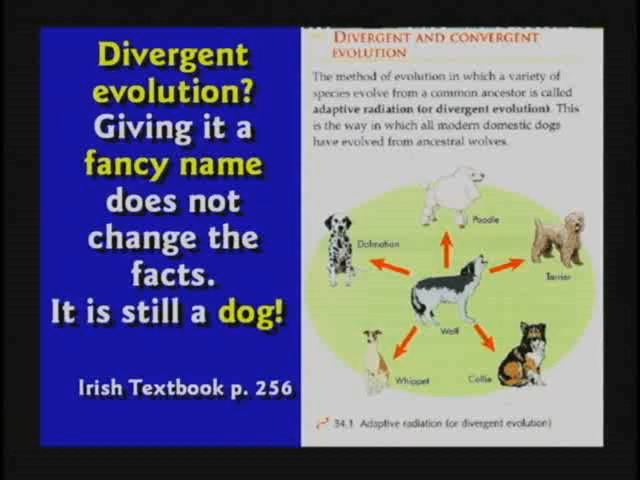 Divergent
evolution?
Giving it a
fancy name
does not
change the
facts.
It is still a dog!
Irish Textbook p. 256
DIVERGENT AND CONVERGENT
EVOLUTION
The method of evolution in which a variety of
species evolve from a common ancestor is called
adaptive radiation (or divergent evolution). This
is the way in which all modern domestic dogs
have evolved from ancestral wolves.
Poodle
Dalmation
Terrier
Wolf
Whippet
Collie
34.1 Adaptive radiation (or divergent evolution)